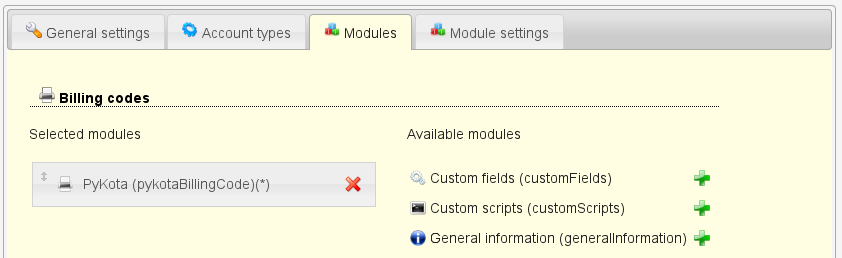 General settings
Account types
Modules
Module settings
Billing codes
Selected modules
Available modules
PyKota (pykotaBillingCode)(*)
Custom fields (customFields)
Custom scripts (customScripts)
General information (generalInformation)